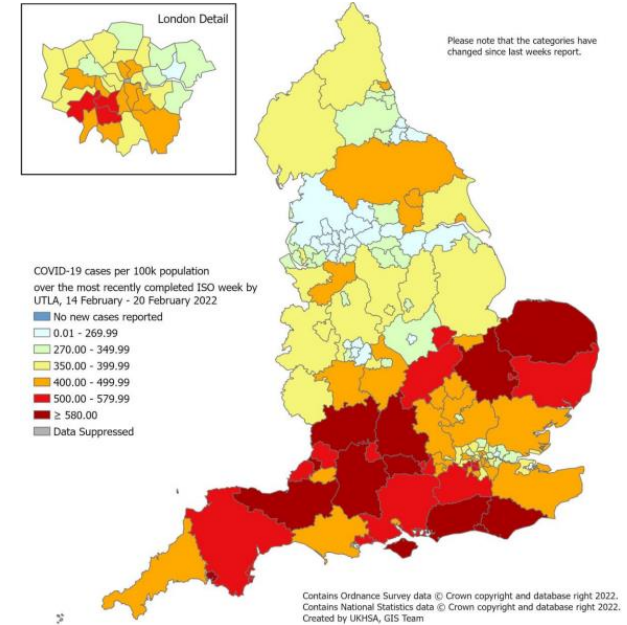 London Detail
Please note that the categories have
changed since last weeks report.
COVID-19 cases per 100k population
over the most recently completed ISO week by
UTLA, 14 February - 20 February 2022
No new cases reported
0.01 - 269.99
270.00 - 349.99
350.00 - 399.99
400.00 - 499.99
500.00 - 579.99
≥ 580.00
Data Suppressed
Contains Ordnance Survey data © Crown copyright and database right 2022.
Contains National Statistics data © Crown copyright and database right 2022.
Created by UKHSA, GIS Team